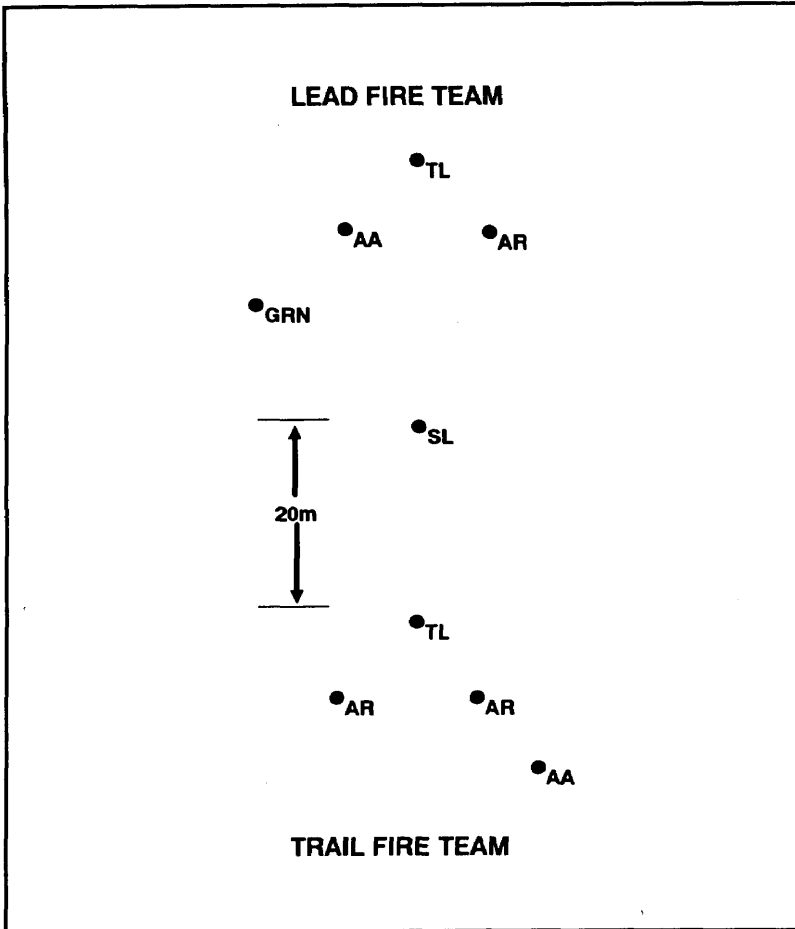 LEAD FIRE TEAM
TL
AA AR
GRN
SL
20m
TL
AR AR
AA
TRAIL FIRE TEAM